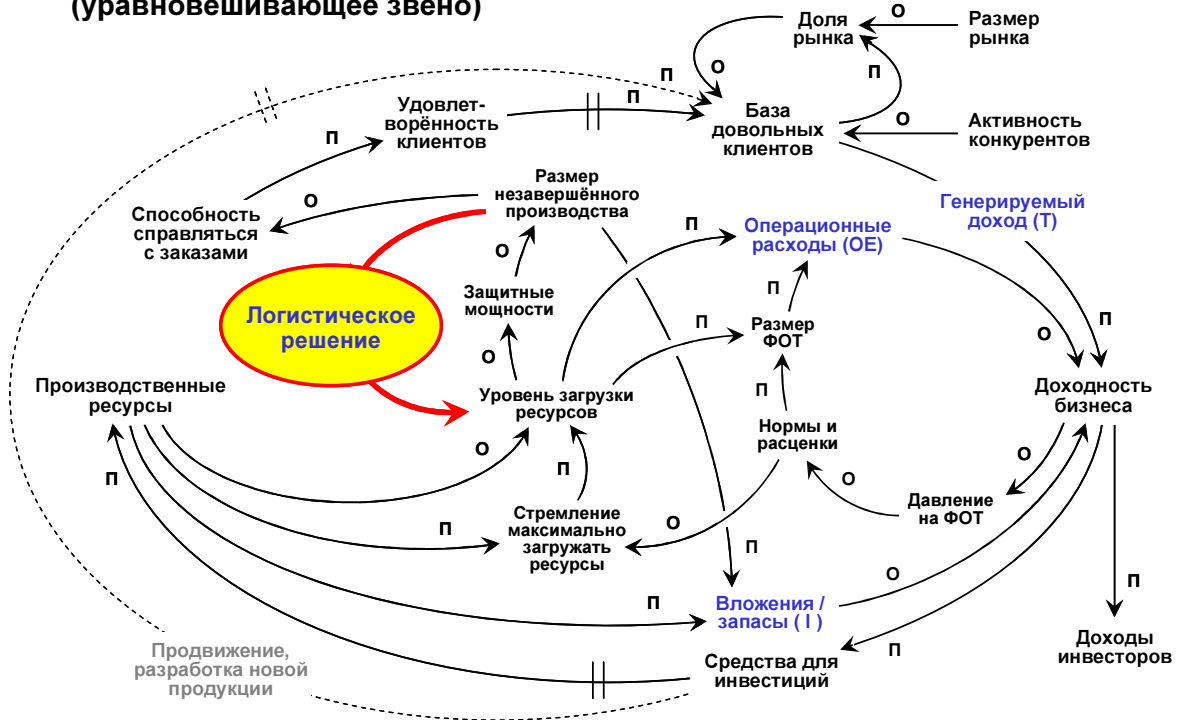 (уравновешивающее звено)
Доля
рынка
О
Размер
рынка
П
О
П
П
Удовлет-
ворённость
клиентов
База
довольных
клиентов
О
Активность
конкурентов
П
Размер
незавершённого
производства
О
Способность
справляться
с заказами
Генерируемый
доход (Т)
П
Операционные
расходы (ОЕ)
О
П
Защитные
мощности
Логистическое
решение
П
Размер
ФОТ
О
П
О
Производственные
ресурсы
Уровень загрузки
ресурсов
П
Доходность
бизнеса
Нормы и
расценки
О
П
П
О
О
Давление
на ФОТ
Стремление
максимально
загружать
ресурсы
П
О
П
О
П
П
Вложения /
запасы ( I )
Продвижение,
разработка новой
продукции
Средства для
инвестиций
П
Доходы
инвесторов